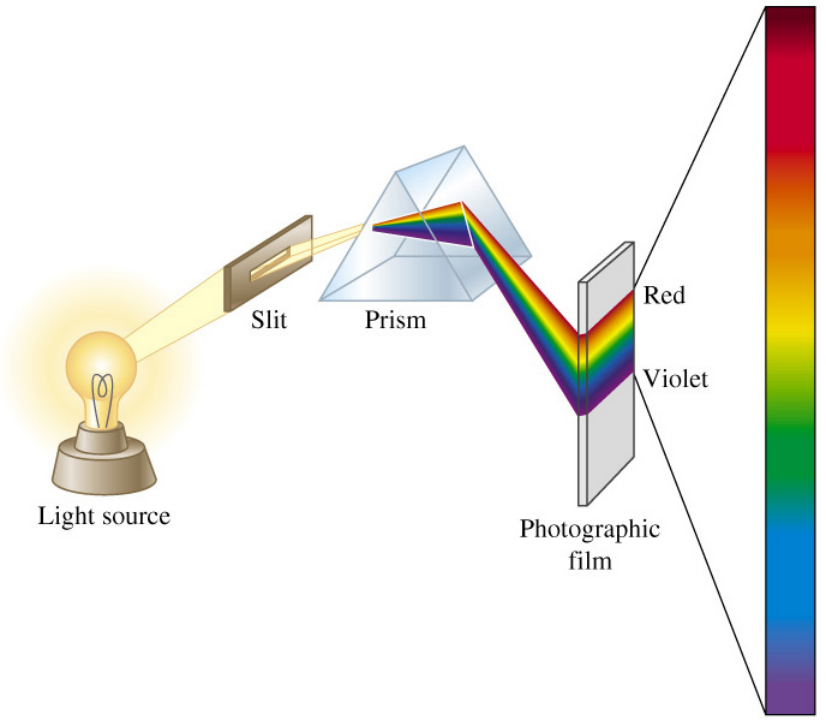 Red
Slit
Prism
Violet
Light source
Photographic
film